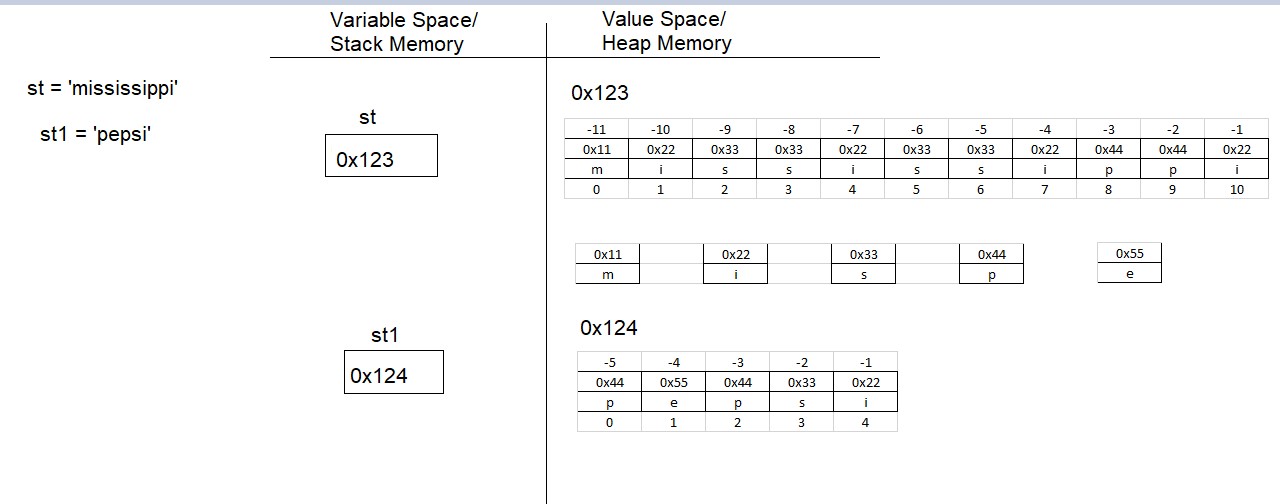 Variable Space/
Stack Memory
Value Space/
Heap Memory
st = 'mississippi'
st1 = 'pepsi'
st
0x123
0x123
-11 -10 -9 -8 -7 -6 -5 -4 -3 -2 -1
0x11 0x22 0x33 0x33 0x22 0x33 0x33 0x22 0x44 0x44 0x22
m i s s i s s i p p i
0 1 2 3 4 5 6 7 8 9 10
0x11 0x22 0x33 0x44 0x55
m i s p e
st1
0x124
0x124
-5 -4 -3 -2 -1
0x44 0x55 0x44 0x33 0x22
p e p s i
0 1 2 3 4